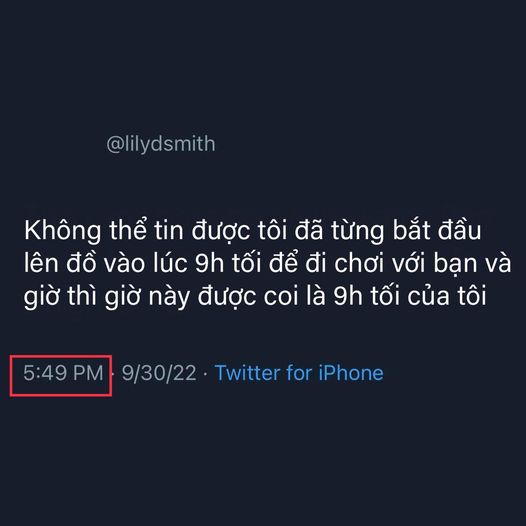 @lilydsmith
Không thể tin được tôi đã từng bắt đầu
lên đồ vào lúc 9h tối để đi chơi với bạn và
giờ thì giờ này được coi là 9h tối của tôi
5:49 PM · 9/30/22 · Twitter for iPhone